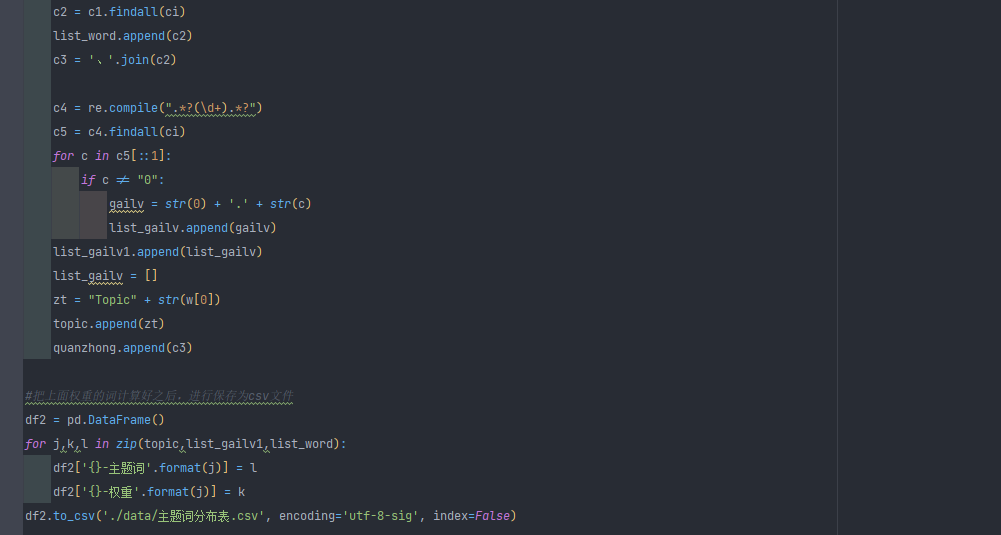 c2 = c1.findall(ci)
list_word.append(c2)
c3 = '、'.join(c2)
c4 = re.compile(".*?(\d+).*?")
c5 = c4.findall(ci)
for c in c5[::1]:
if c ≠ "0":
gailv = str(0) + '.' + str(c)
list_gailv.append(gailv)
list_gailv1.append(list_gailv)
list_gailv = []
zt = "Topic" + str(w[0])
topic.append(zt)
quanzhong.append(c3)
#把上面权重的词计算好之后，进行保存为csv文件
df2 = pd.DataFrame()
for j,k,l in zip(topic,list_gailv1,list_word):
df2['{}-主题词'.format(j)] = l
df2['{}-权重'.format(j)] = k
df2.to_csv('./data/主题词分布表.csv', encoding='utf-8-sig', index=False)